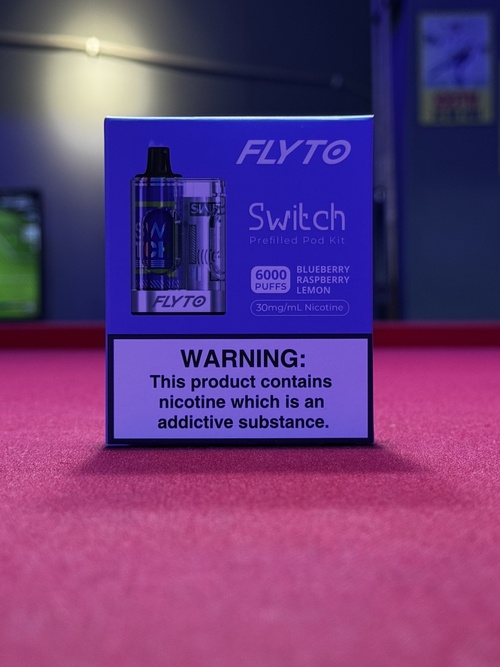 FLYTO
Switch
Prefilled Pod Kit
6000
PUFFS
BLUEBERRY
RASPBERRY
LEMON
30mg/mL Nicotine
SW
FLYTO
WARNING:
This product contains
nicotine which is an
addictive substance.